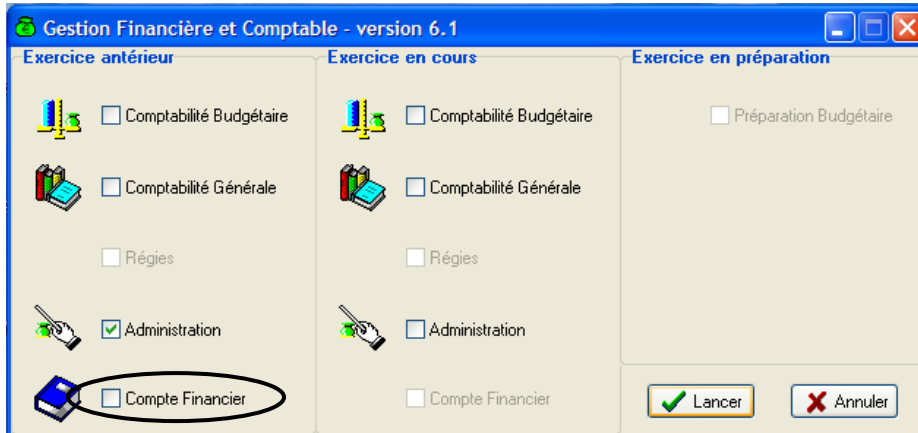 Gestion Financière et Comptable - version 6.1
Exercice antérieur
Comptabilité Budgétaire
Comptabilité Générale
Régies
Administration
Compte Financier
Exercice en cours
Comptabilité Budgétaire
Comptabilité Générale
Régies
Administration
Compte Financier
Exercice en préparation
Préparation Budgétaire
Lancer
Annuler